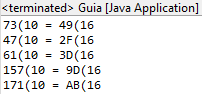 <terminated> Guia [Java Application]
73(10 = 49(16
47(10 = 2F(16
61(10 = 3D(16
157(10 = 9D(16
171(10 = AB(16